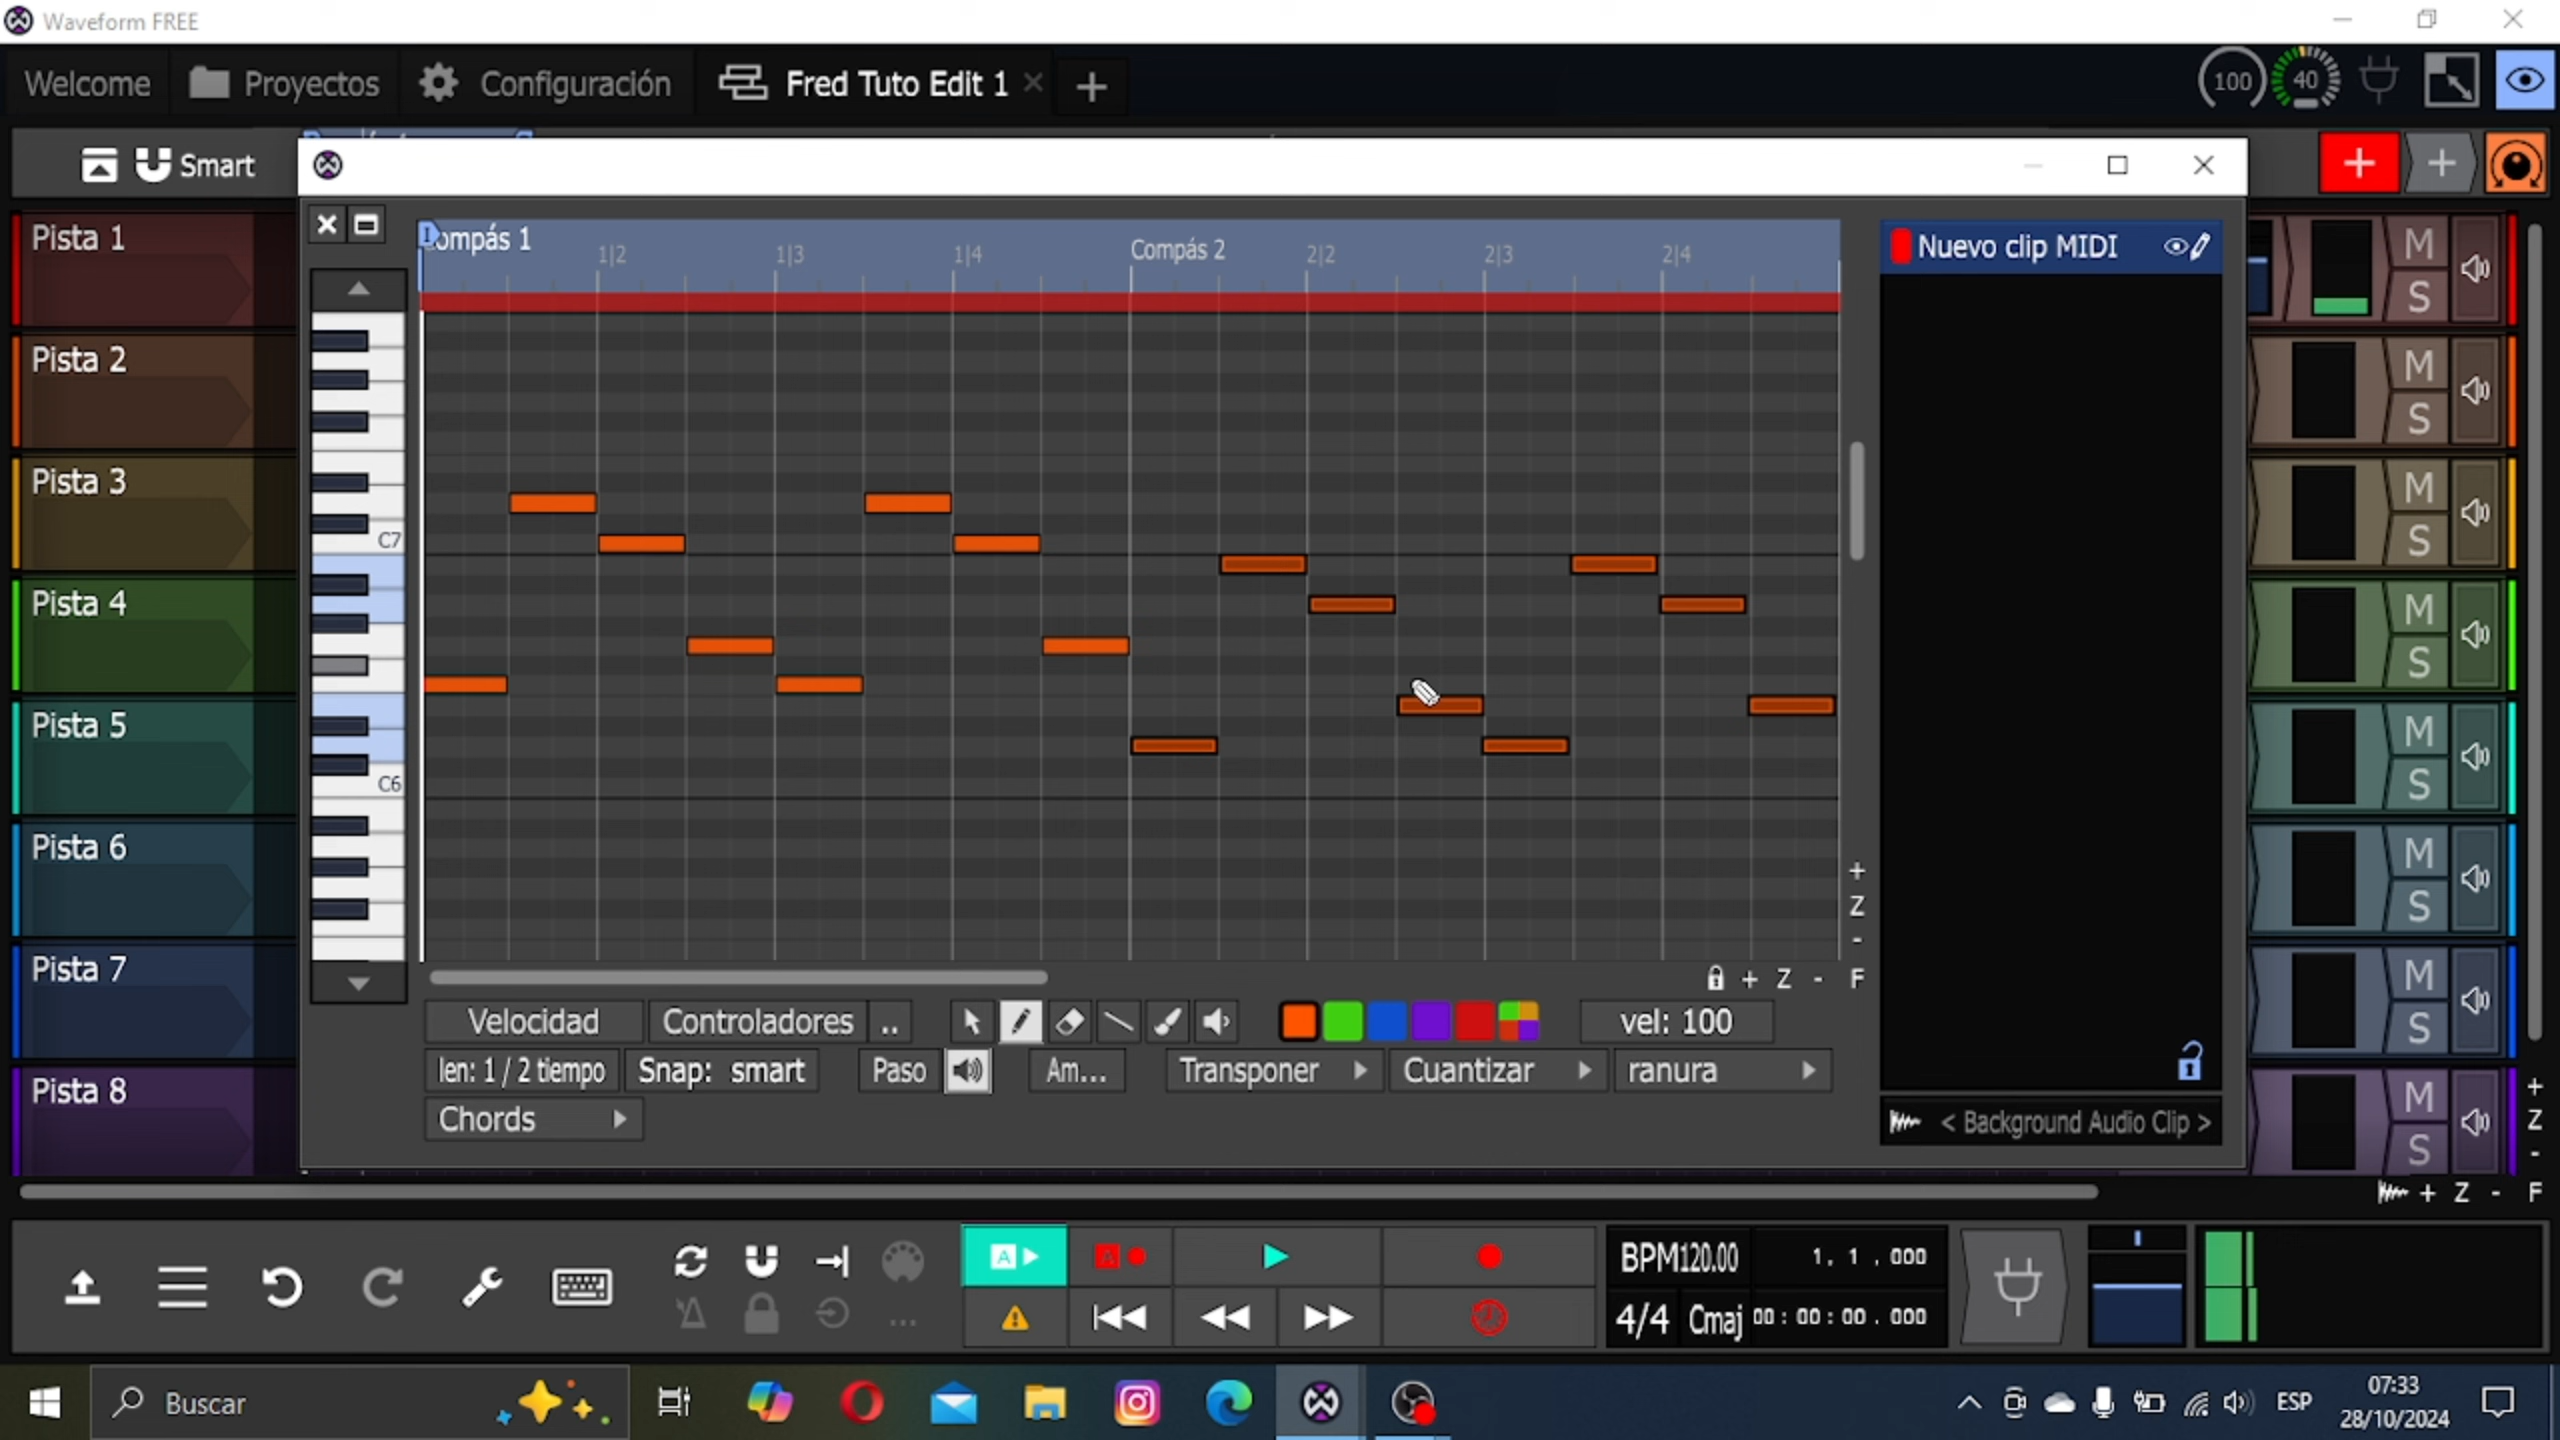 Waveform FREE
Welcome
Proyectos
Configuración
Fred Tuto Edit 1
100
40
Smart
Pista 1
Pista 2
Pista 3
Pista 4
Pista 5
Pista 6
Pista 7
Pista 8
ompás 1
1|2
1|3
1|4
Compás 2
2|2
2|3
2|4
Nuevo clip MIDI
C7
C6
M
S
M
S
M
S
M
S
M
S
M
S
M
S
M
S
+
Z
-
+ Z - F
Velocidad
Controladores
..
vel: 100
len: 1 / 2 tiempo
Snap: smart
Paso
Am...
Transponer
Cuantizar
ranura
Chords
< Background Audio Clip >
+
Z
-
+ Z - F
A
A
BPM120.00
1, 1 , 000
4/4
Cmaj
00 : 00 : 00 . 000
...
Buscar
ESP
07:33
28/10/2024